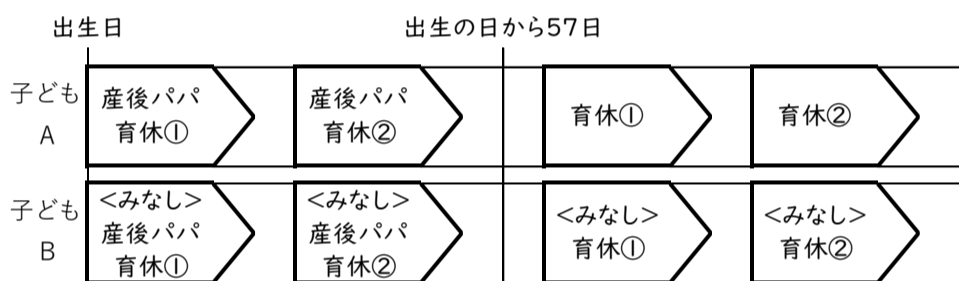 出生日
出生の日から57日
子ども
A
産後パパ
育休①
産後パパ
育休②
育休①
育休②
子ども
B
<みなし>
産後パパ
育休①
<みなし>
産後パパ
育休②
<みなし>
育休①
<みなし>
育休②